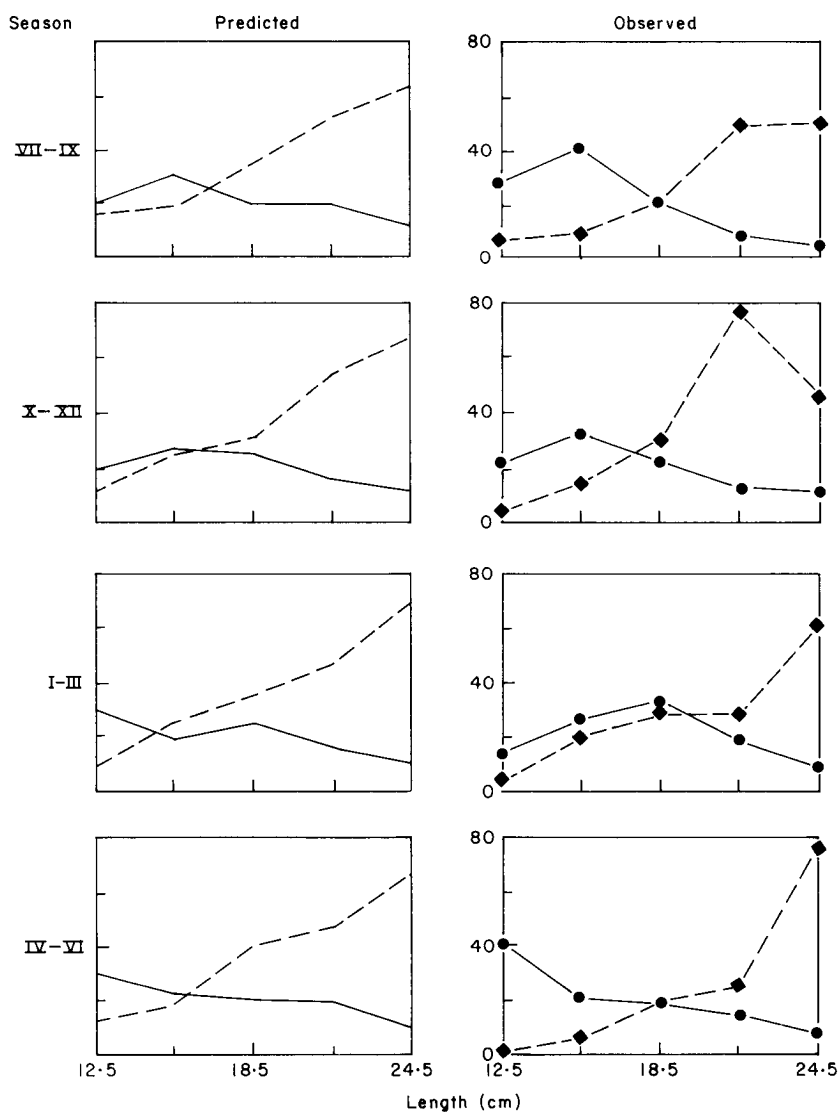 Season Predicted Observed
80
VII–IX 40
0
80
X–XII 40
0
80
I–III 40
0
80
IV–VI 40
0
12·5 18·5 24·5 12·5 18·5 24·5
Length (cm)